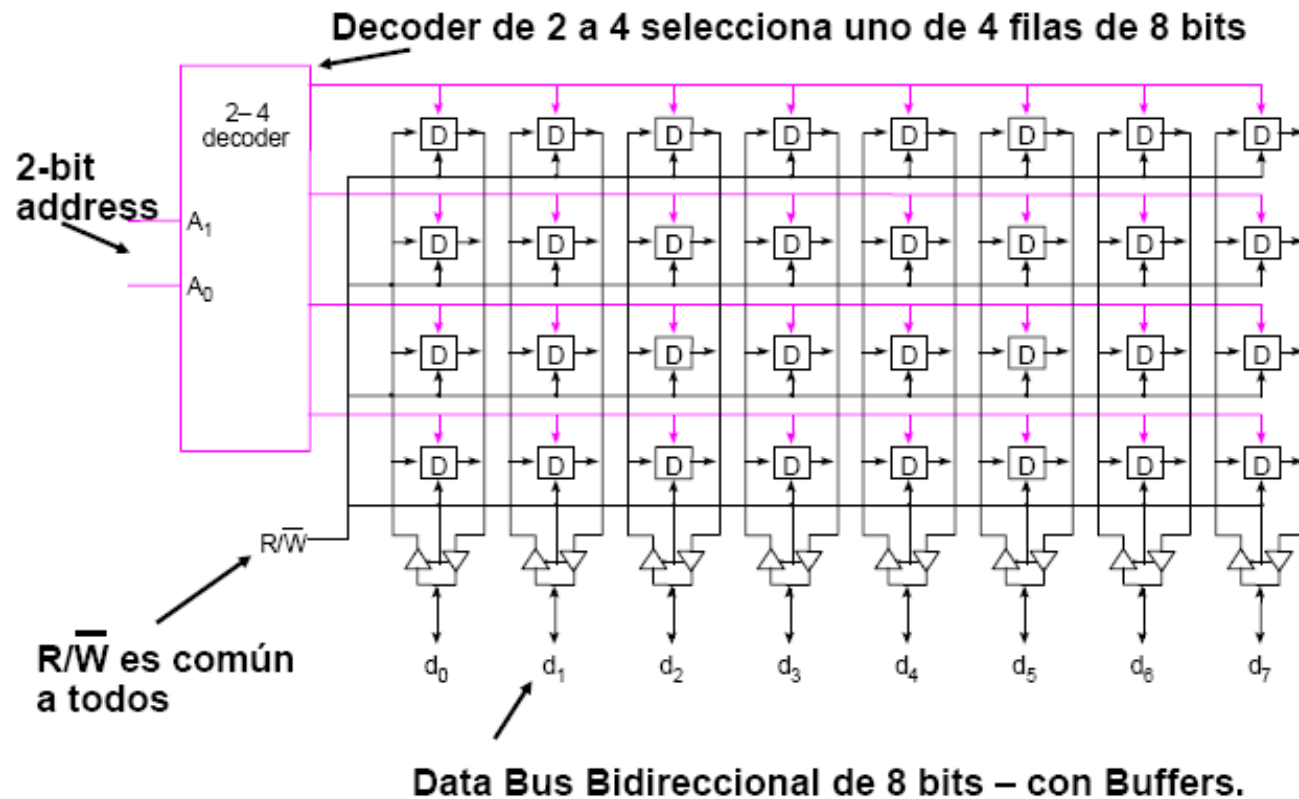 Decoder de 2 a 4 selecciona uno de 4 filas de 8 bits
2–4
decoder
2-bit
address
A₁
A₀
D D D D D D D D
D D D D D D D D
D D D D D D D D
D D D D D D D D
R/W̅
R/W̅ es común
a todos
d₀ d₁ d₂ d₃ d₄ d₅ d₆ d₇
Data Bus Bidireccional de 8 bits – con Buffers.